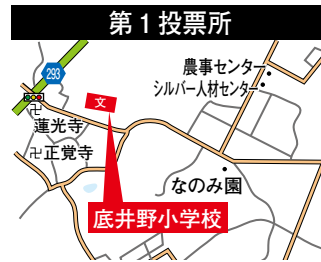 第1投票所
293
農事センター
シルバー人材センター
文
卍
蓮光寺
卍正覚寺
なのみ園
底井野小学校